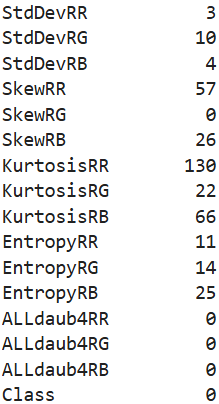 StdDevRR 3
StdDevRG 10
StdDevRB 4
SkewRR 57
SkewRG 0
SkewRB 26
KurtosisRR 130
KurtosisRG 22
KurtosisRB 66
EntropyRR 11
EntropyRG 14
EntropyRB 25
ALLdaub4RR 0
ALLdaub4RG 0
ALLdaub4RB 0
Class 0